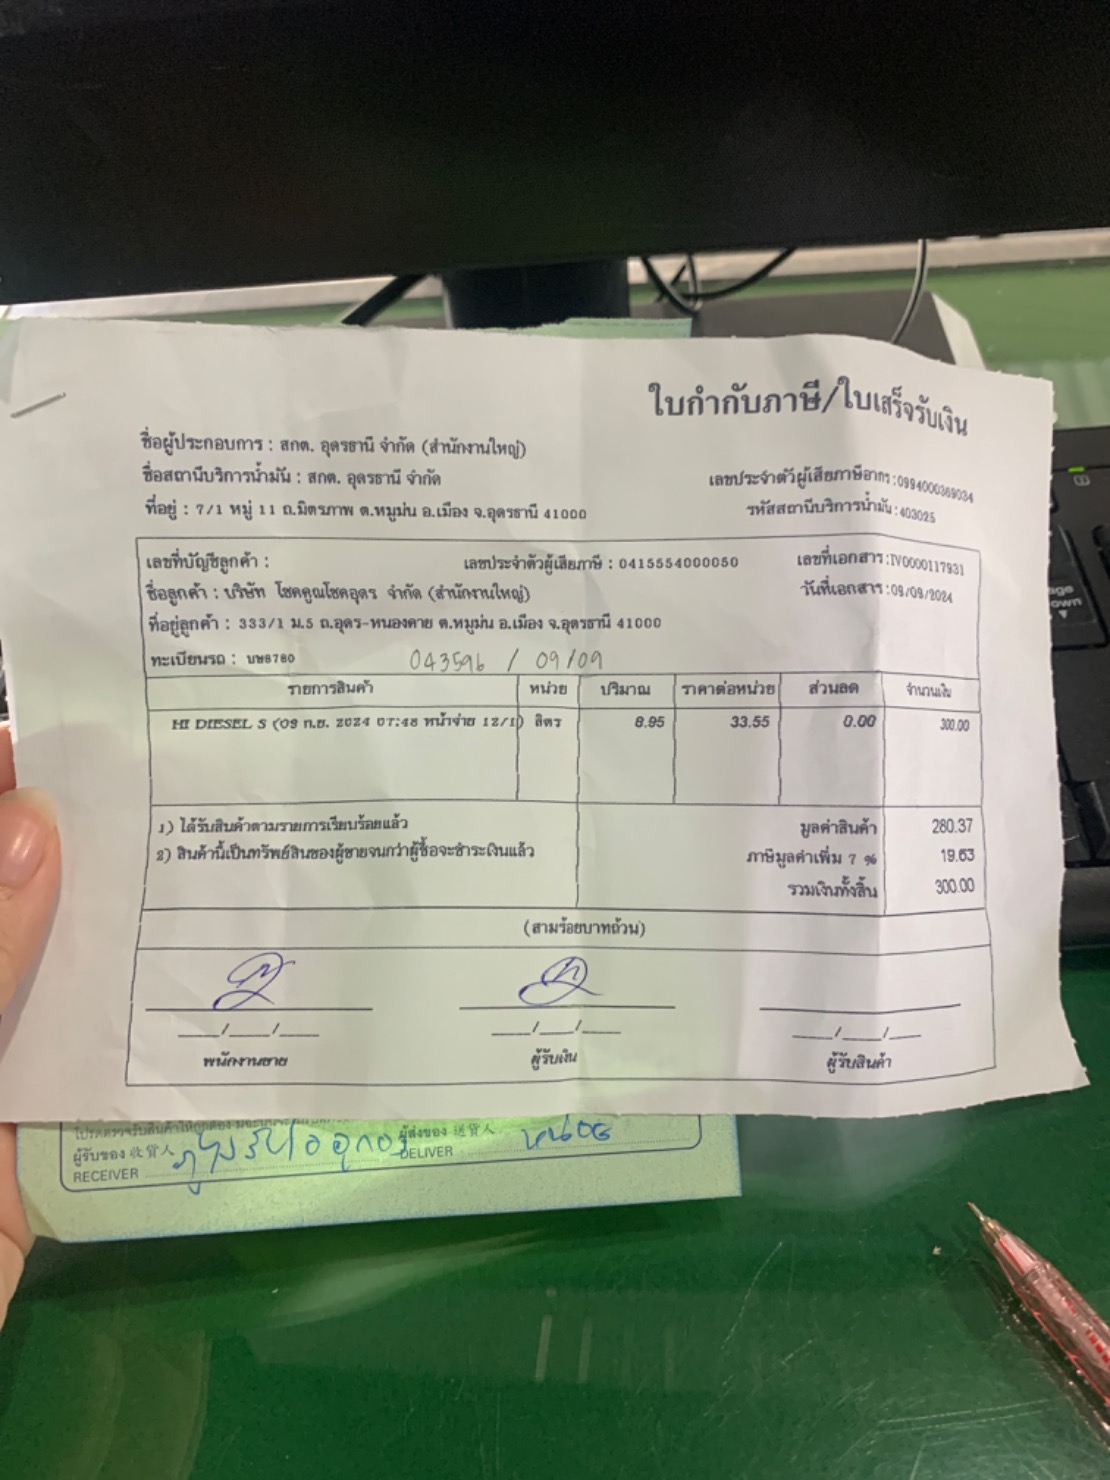 ใบกำกับภาษี/ใบเสร็จรับเงิน
ชื่อผู้ประกอบการ : สกต. อุดรธานี จำกัด (สำนักงานใหญ่)
ชื่อสถานีบริการน้ำมัน : สกต. อุดรธานี จำกัด
เลขประจำตัวผู้เสียภาษีอากร :0994000369034
ที่อยู่ : 7/1 หมู่ 11 ถ.มิตรภาพ ต.หมูม่น อ.เมือง จ.อุดรธานี 41000
รหัสสถานีบริการน้ำมัน :403025
เลขที่บัญชีลูกค้า : เลขประจำตัวผู้เสียภาษี : 0415554000050 เลขที่เอกสาร :IV0000117931
ชื่อลูกค้า : บริษัท โชคคูณโชคอุดร จำกัด (สำนักงานใหญ่) วันที่เอกสาร :09/09/2024
ที่อยู่ลูกค้า : 333/1 ม.5 ถ.อุดร-หนองคาย ต.หมูม่น อ.เมือง จ.อุดรธานี 41000
ทะเบียนรถ : บษ8780 043596 / 09/09
รายการสินค้า หน่วย ปริมาณ ราคาต่อหน่วย ส่วนลด จำนวนเงิน
HI DIESEL S (09 ก.ย. 2024 07:48 หน้าจ่าย 12/1) ลิตร 8.95 33.55 0.00 300.00
1) ได้รับสินค้าตามรายการเรียบร้อยแล้ว มูลค่าสินค้า 280.37
2) สินค้านี้เป็นทรัพย์สินของผู้ขายจนกว่าผู้ซื้อจะชำระเงินแล้ว ภาษีมูลค่าเพิ่ม 7 % 19.63
รวมเงินทั้งสิ้น 300.00
(สามร้อยบาทถ้วน)
___/___/___ ___/___/___ ___/___/___
พนักงานขาย ผู้รับเงิน ผู้รับสินค้า
ผู้รับของ 收貨人 ผู้ส่งของ 送貨人
RECEIVER DELIVER